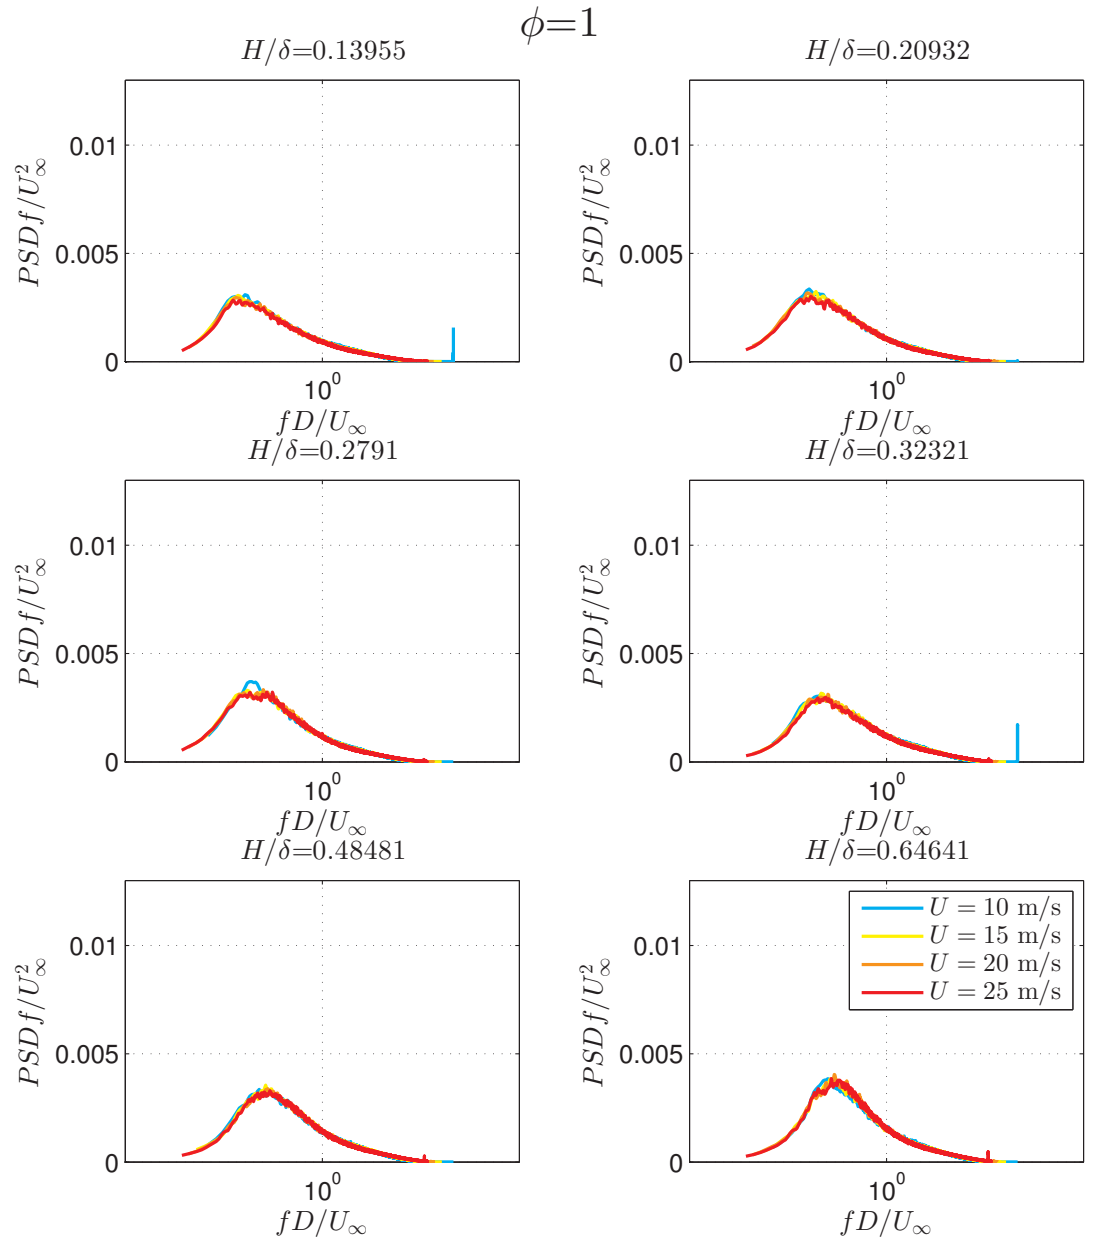 ϕ=1
H/δ=0.13955
PSDf/U∞²
0.01
0.005
0
10⁰
fD/U∞
H/δ=0.20932
PSDf/U∞²
0.01
0.005
0
10⁰
fD/U∞
H/δ=0.2791
PSDf/U∞²
0.01
0.005
0
10⁰
fD/U∞
H/δ=0.32321
PSDf/U∞²
0.01
0.005
0
10⁰
fD/U∞
H/δ=0.48481
PSDf/U∞²
0.01
0.005
0
10⁰
fD/U∞
H/δ=0.64641
PSDf/U∞²
0.01
0.005
0
10⁰
fD/U∞
U = 10 m/s
U = 15 m/s
U = 20 m/s
U = 25 m/s